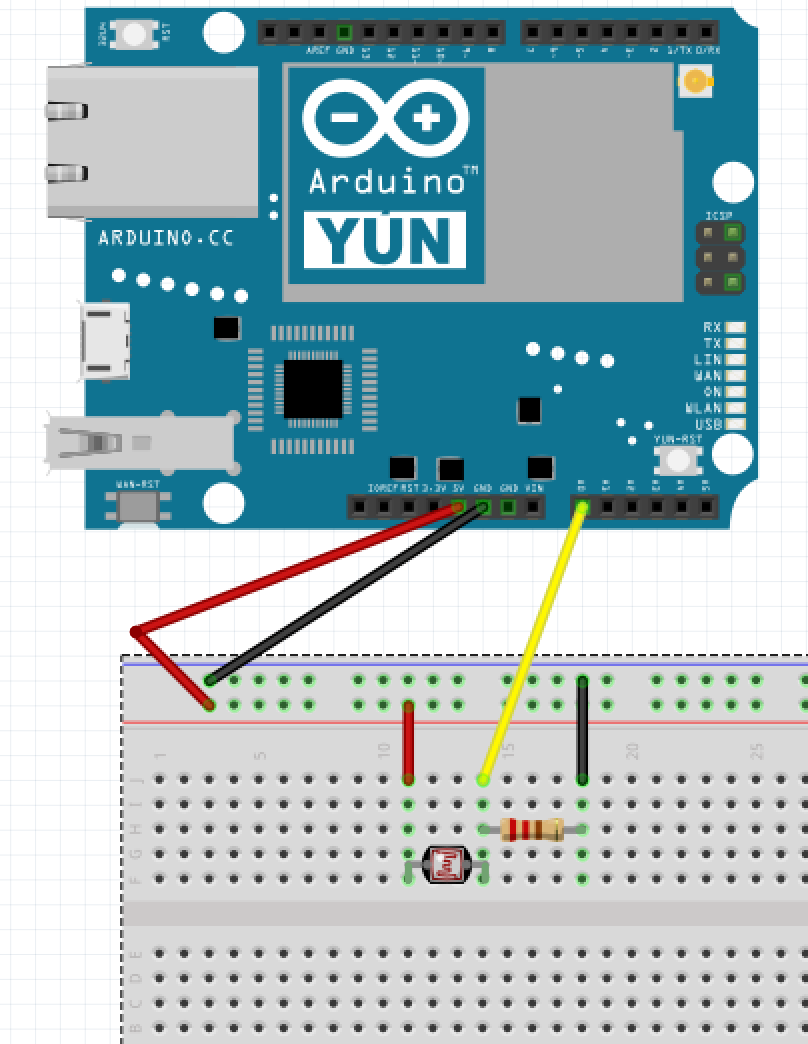 32U4 RST
AREF GND
1/TX 0/RX
Arduino™
YÚN
ARDUINO.CC
ICSP
RX
TX
LIN
WAN
ON
WLAN
USB
YUN-RST
WAN-RST
IOREF RST 3.3V 5V GND GND VIN
1 5 10 15 20 25
J
I
H
G
F
E
D
C
B